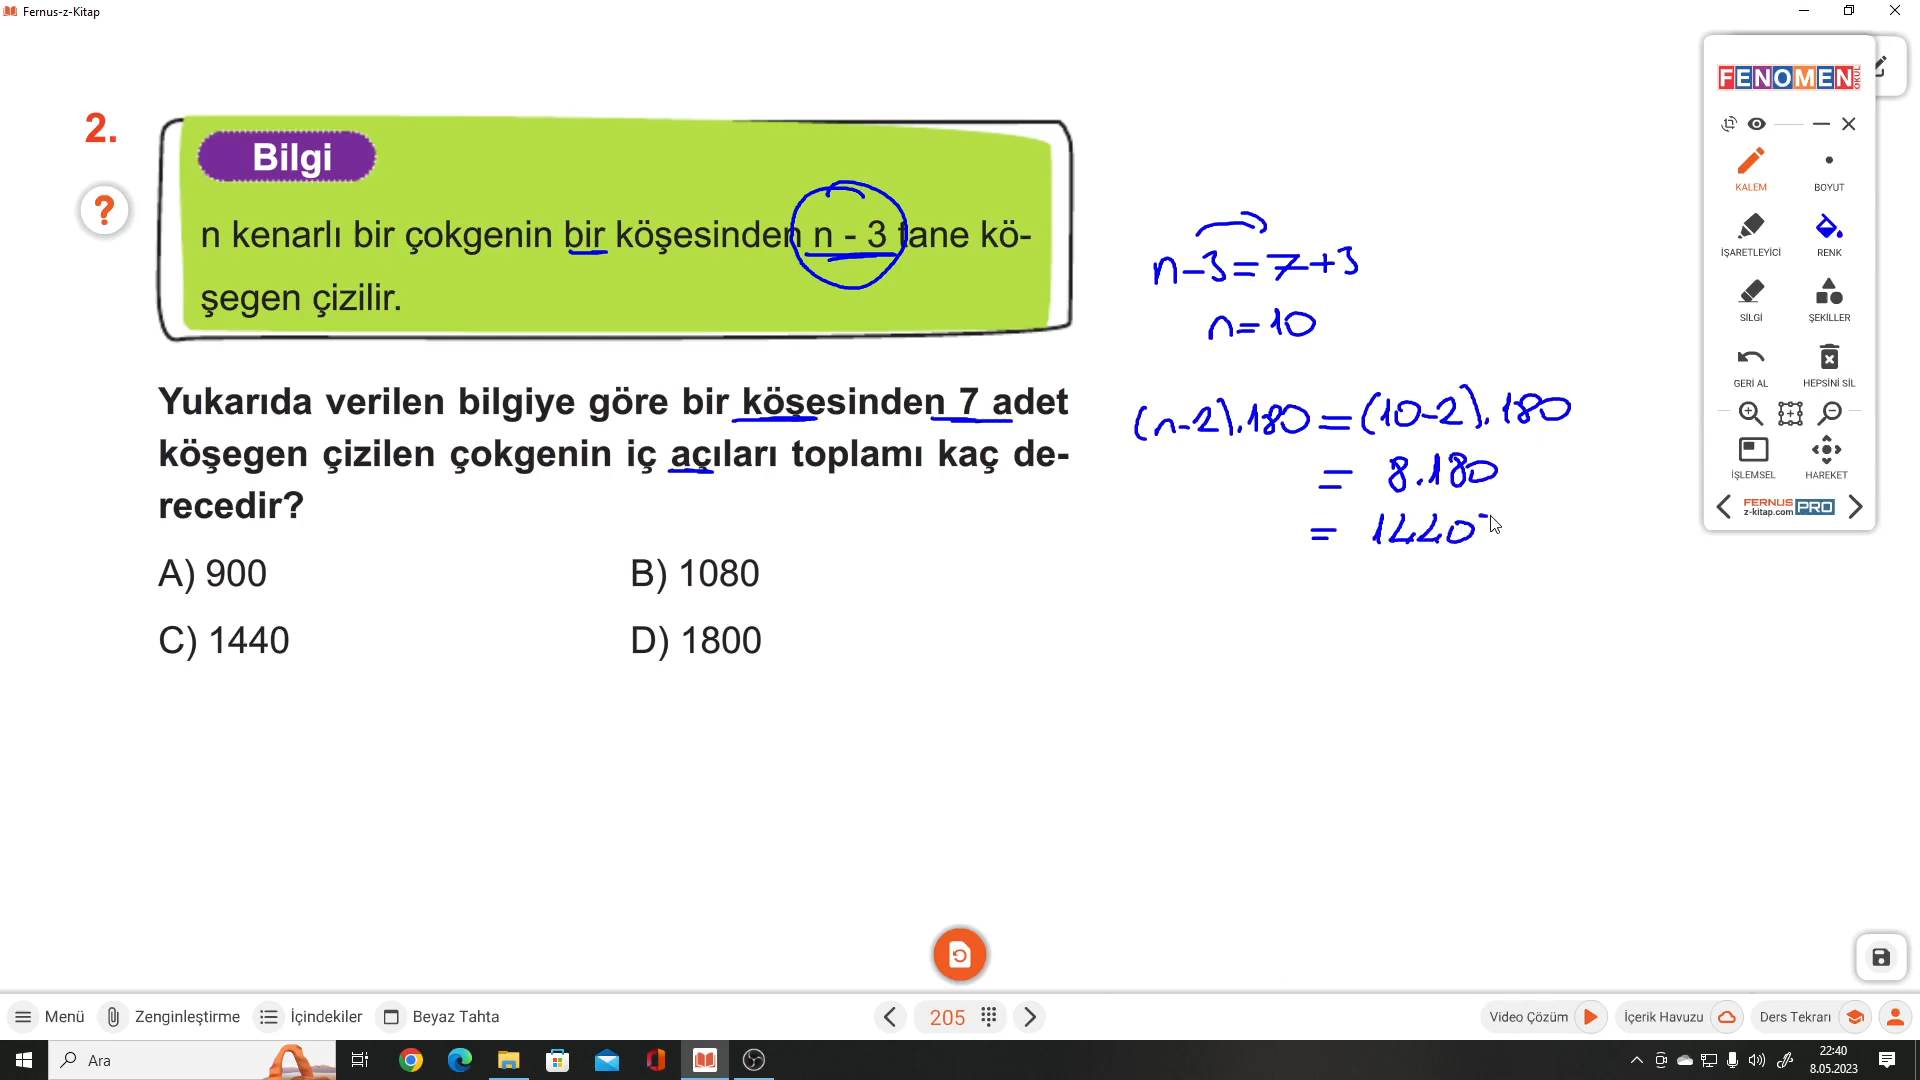 Fernus-z-Kitap
FENOMEN
OKUL
2.
Bilgi
?
n kenarlı bir çokgenin bir köşesinden n - 3 tane kö-
şegen çizilir.
n-3=7+3
n=10
Yukarıda verilen bilgiye göre bir köşesinden 7 adet
köşegen çizilen çokgenin iç açıları toplamı kaç de-
recedir?
(n-2).180=(10-2).180
= 8.180
= 1440
A) 900
B) 1080
C) 1440
D) 1800
KALEM
BOYUT
İŞARETLEYİCİ
RENK
SİLGİ
ŞEKİLLER
GERİ AL
HEPSİNİ SİL
İŞLEMSEL
HAREKET
FERNUS
z-kitap.com PRO
Menü
Zenginleştirme
İçindekiler
Beyaz Tahta
205
Video Çözüm
İçerik Havuzu
Ders Tekrarı
Ara
22:40
8.05.2023